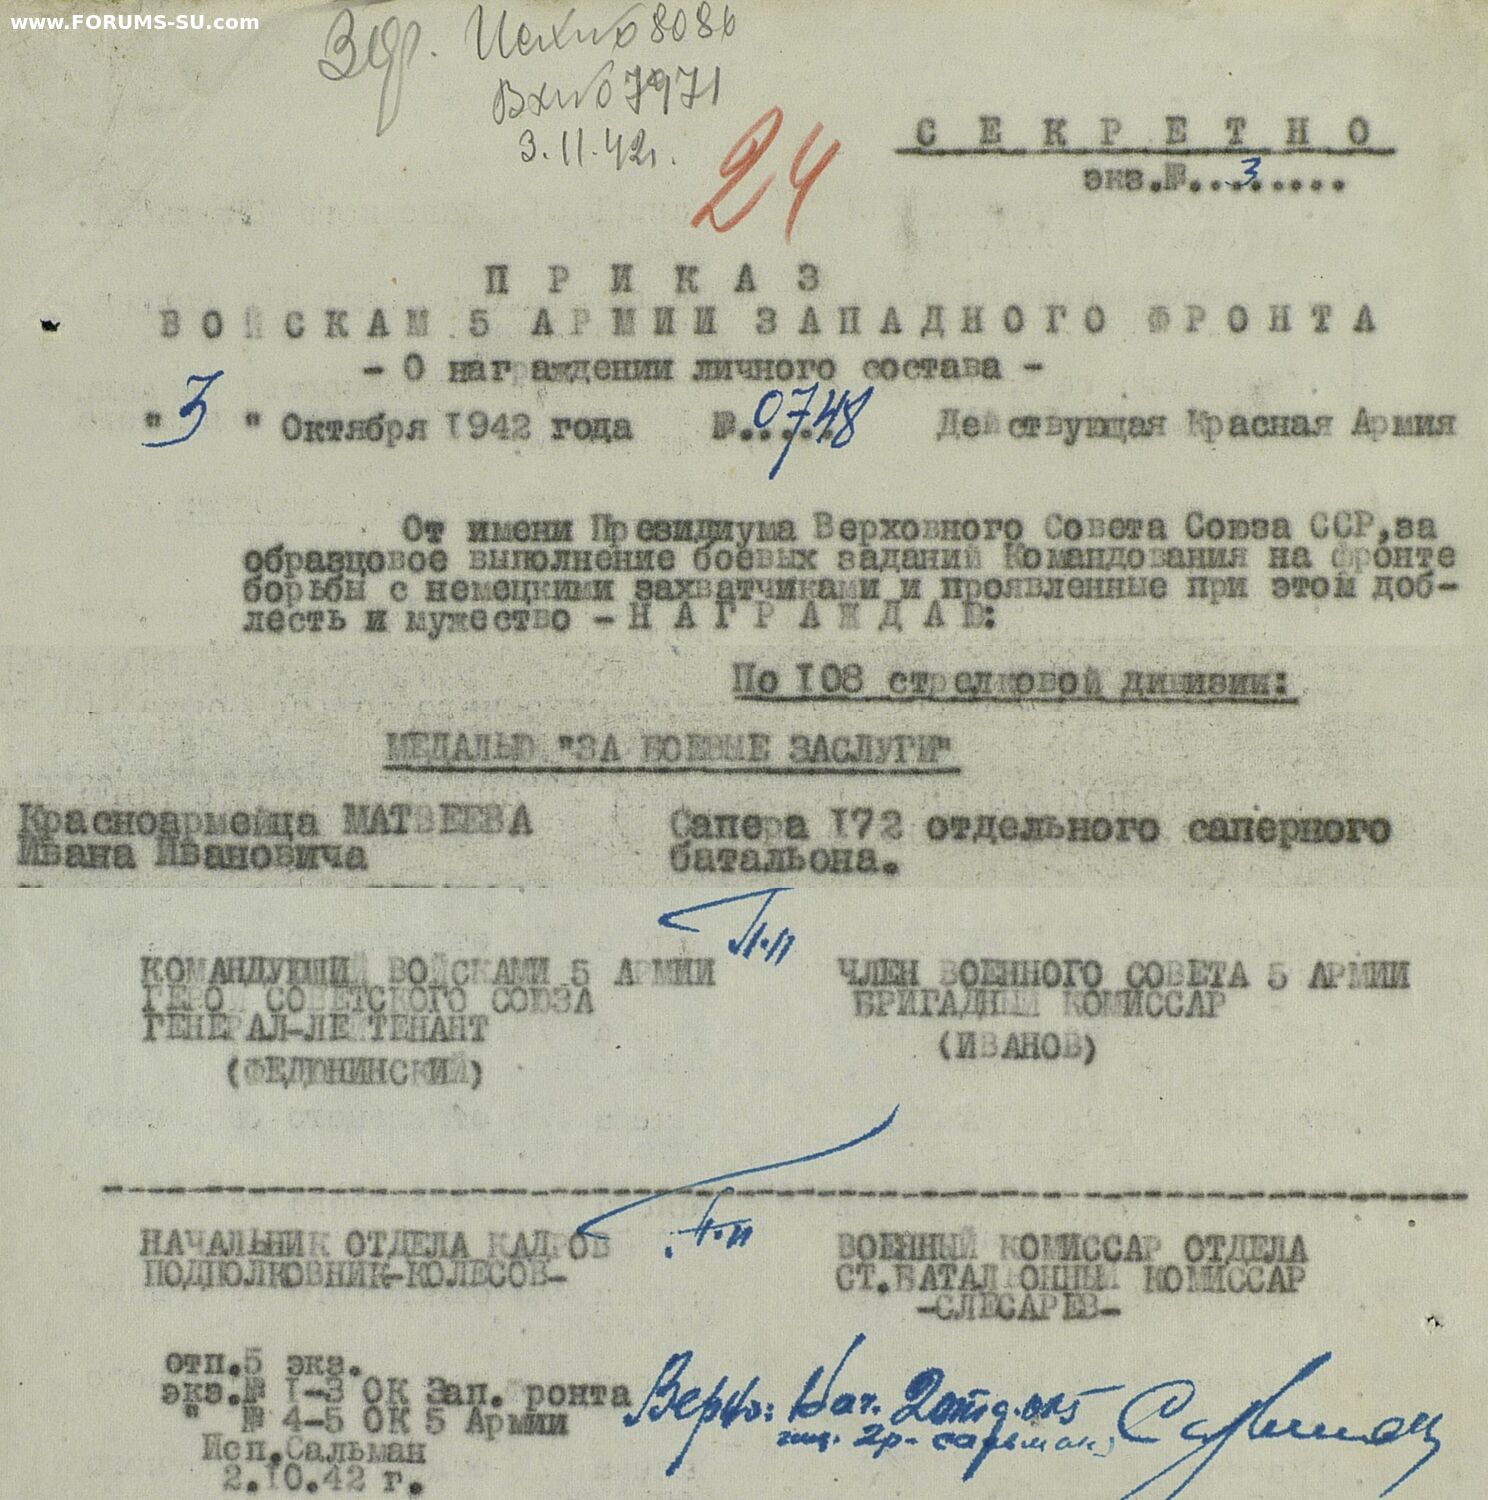 www.FORUMS-SU.com
7971
3.11.42г.
24
СЕКРЕТНО
экз.№..3......
ПРИКАЗ
ВОЙСКАМ 5 АРМИИ ЗАПАДНОГО ФРОНТА
- О награждении личного состава -
"3" Октября 1942 года №.0748 Действующая Красная Армия
От имени Президиума Верховного Совета Союза ССР,за
образцовое выполнение боевых заданий Командования на фронте
борьбы с немецкими захватчиками и проявленные при этом доб-
лесть и мужество - НАГРАЖДАЮ:
По 108 стрелковой дивизии:
МЕДАЛЬЮ "ЗА БОЕВЫЕ ЗАСЛУГИ"
Красноармейца МАТВЕЕВА Сапера 172 отдельного саперного
Ивана Ивановича батальона.
п.п
КОМАНДУЮЩИЙ ВОЙСКАМИ 5 АРМИИ ЧЛЕН ВОЕННОГО СОВЕТА 5 АРМИИ
ГЕРОЙ СОВЕТСКОГО СОЮЗА БРИГАДНЫЙ КОМИССАР
ГЕНЕРАЛ-ЛЕЙТЕНАНТ (ИВАНОВ)
(ФЕДЮНИНСКИЙ)
НАЧАЛЬНИК ОТДЕЛА КАДРОВ п.п ВОЕННЫЙ КОМИССАР ОТДЕЛА
ПОДПОЛКОВНИК-КОЛЕСОВ- СТ.БАТАЛЬОННЫЙ КОМИССАР
-СЛЕСАРЕВ-
отп.5 экз.
экз.№ 1-3 ОК Зап. фронта
" № 4-5 ОК 5 Армии
Исп.Сальман
2.10.42 г.
Верно: